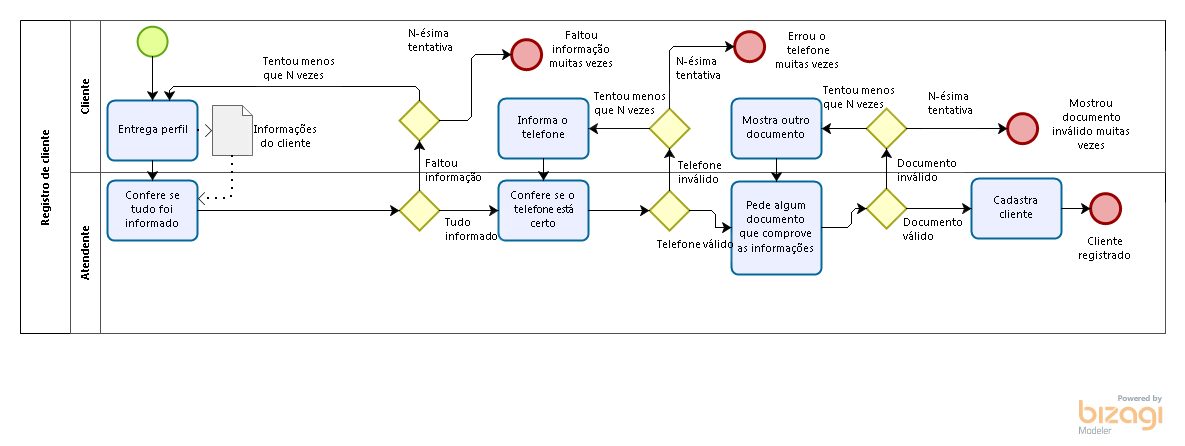 Registro de cliente
Cliente
Atendente
Entrega perfil
Informações
do cliente
Tentou menos
que N vezes
N-ésima
tentativa
Faltou
informação
muitas vezes
Faltou
informação
Confere se
tudo foi
informado
Tudo
informado
Informa o
telefone
Confere se o
telefone está
certo
Tentou menos
que N vezes
N-ésima
tentativa
Errou o
telefone
muitas vezes
Telefone
inválido
Telefone válido
Mostra outro
documento
Pede algum
documento
que comprove
as informações
Tentou menos
que N vezes
N-ésima
tentativa
Mostrou
documento
inválido muitas
vezes
Documento
inválido
Documento
válido
Cadastra
cliente
Cliente
registrado
Powered by
bizagi
Modeler